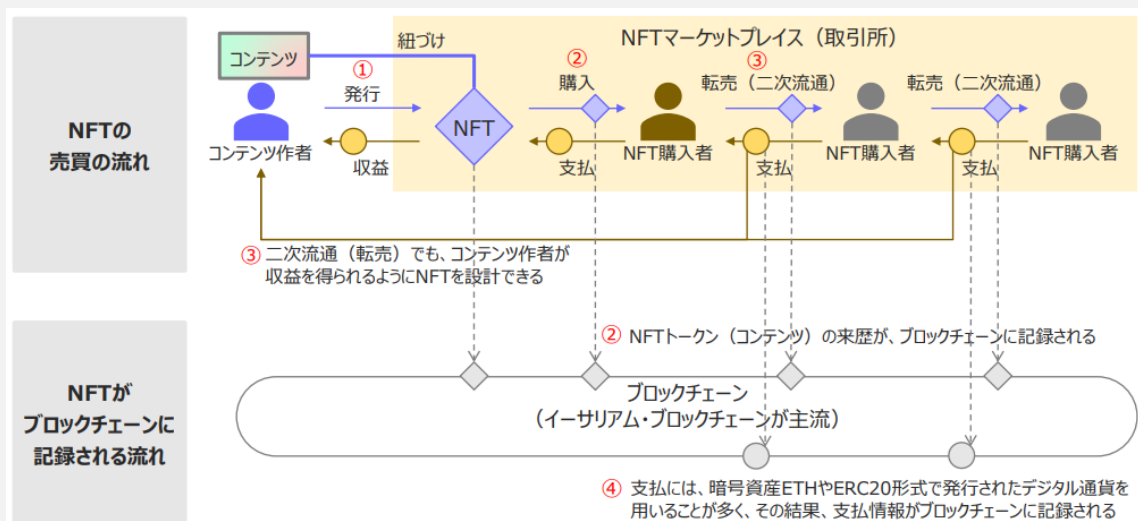 NFTの
売買の流れ
コンテンツ
紐づけ
NFTマーケットプレイス（取引所）
①
発行
②
購入
③
転売（二次流通）
転売（二次流通）
NFT
コンテンツ作者
収益
支払
NFT購入者
支払
NFT購入者
支払
NFT購入者
③ 二次流通（転売）でも、コンテンツ作者が
収益を得られるようにNFTを設計できる
NFTが
ブロックチェーンに
記録される流れ
② NFTトークン（コンテンツ）の来歴が、ブロックチェーンに記録される
ブロックチェーン
（イーサリアム・ブロックチェーンが主流）
④ 支払には、暗号資産ETHやERC20形式で発行されたデジタル通貨を
用いることが多く、その結果、支払情報がブロックチェーンに記録される